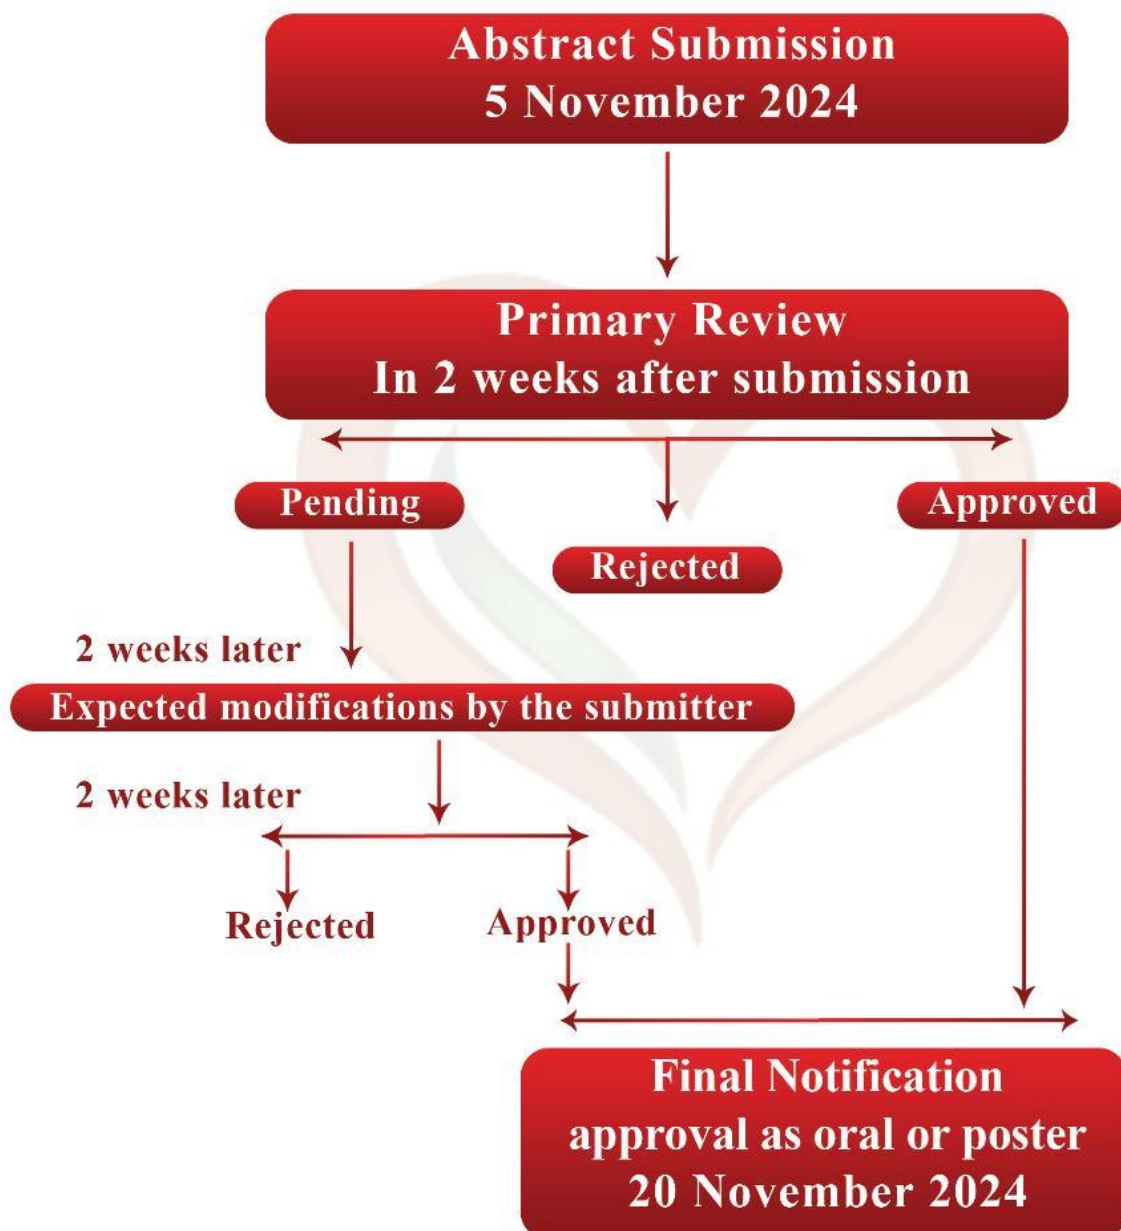 Abstract Submission
5 November 2024
Primary Review
In 2 weeks after submission
Pending
Rejected
Approved
2 weeks later
Expected modifications by the submitter
2 weeks later
Rejected
Approved
Final Notification
approval as oral or poster
20 November 2024